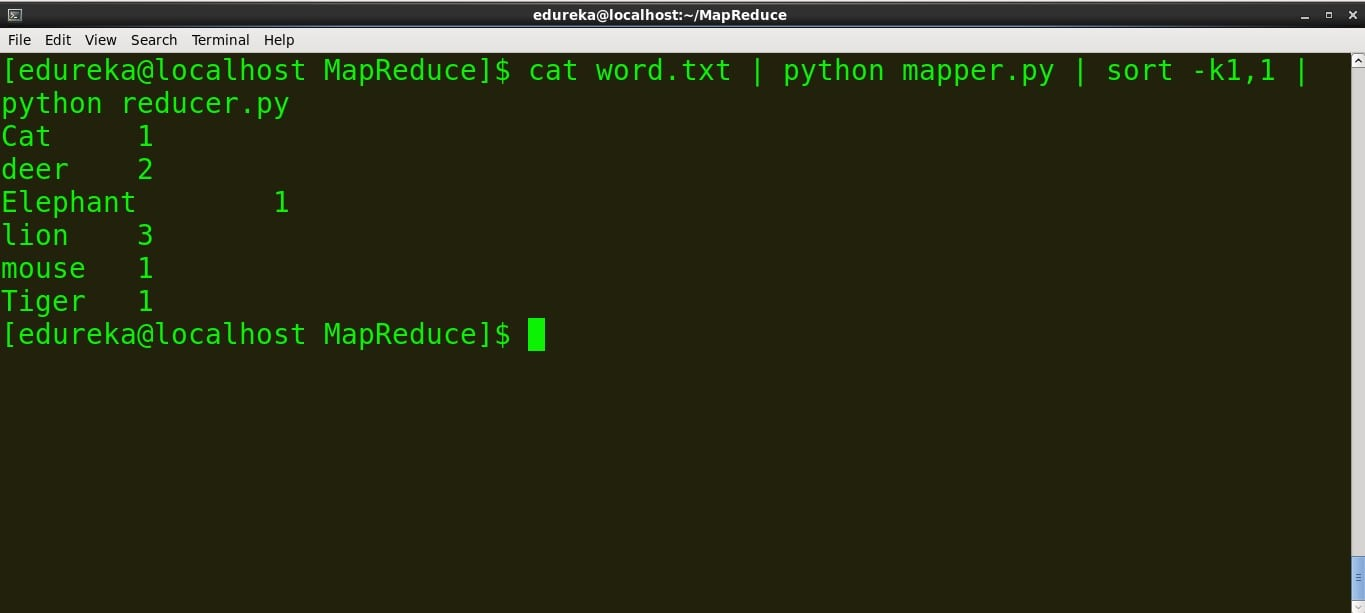 edureka@localhost:~/MapReduce
File Edit View Search Terminal Help
[edureka@localhost MapReduce]$ cat word.txt | python mapper.py | sort -k1,1 |
python reducer.py
Cat     1
deer    2
Elephant        1
lion    3
mouse   1
Tiger   1
[edureka@localhost MapReduce]$